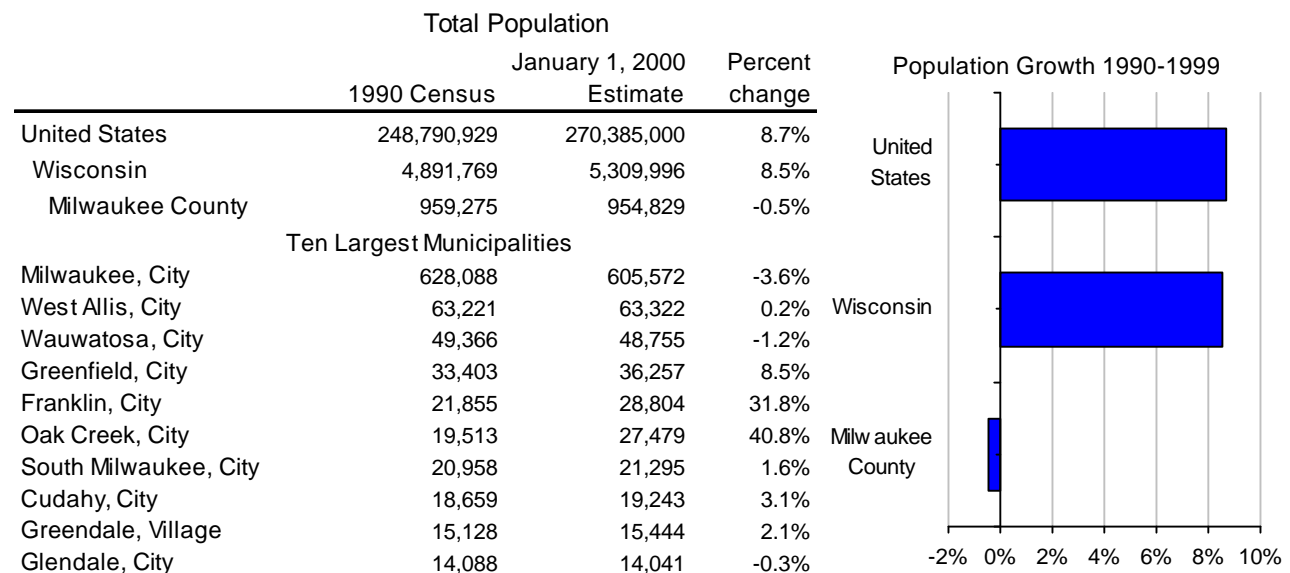 Total Population
January 1, 2000 Percent
1990 Census Estimate change
United States 248,790,929 270,385,000 8.7%
Wisconsin 4,891,769 5,309,996 8.5%
Milwaukee County 959,275 954,829 -0.5%
Ten Largest Municipalities
Milwaukee, City 628,088 605,572 -3.6%
West Allis, City 63,221 63,322 0.2%
Wauwatosa, City 49,366 48,755 -1.2%
Greenfield, City 33,403 36,257 8.5%
Franklin, City 21,855 28,804 31.8%
Oak Creek, City 19,513 27,479 40.8%
South Milwaukee, City 20,958 21,295 1.6%
Cudahy, City 18,659 19,243 3.1%
Greendale, Village 15,128 15,444 2.1%
Glendale, City 14,088 14,041 -0.3%
Population Growth 1990-1999
United
States
Wisconsin
Milwaukee
County
-2% 0% 2% 4% 6% 8% 10%